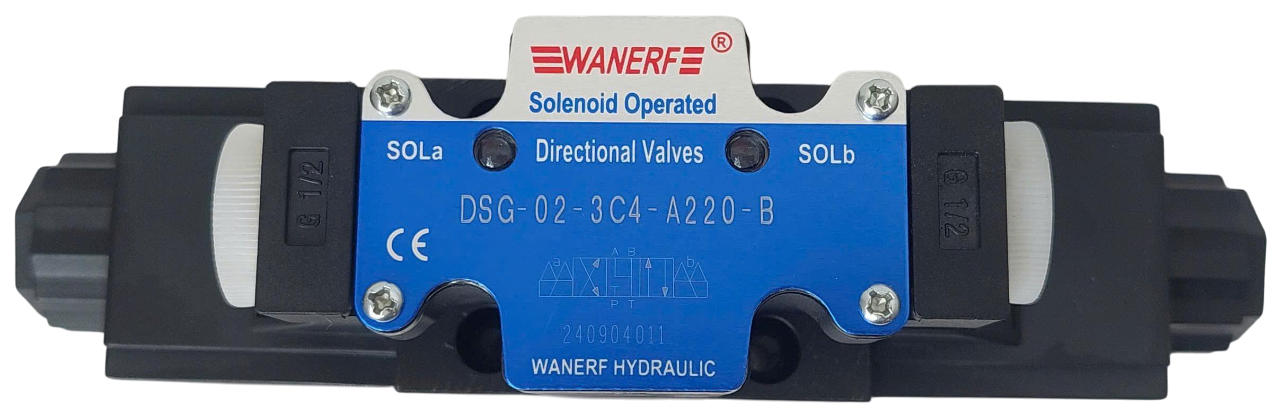 WANERF®
Solenoid Operated
SOLa Directional Valves SOLb
G 1/2
DSG-02-3C4-A220-B
G 1/2
CE
A B
a b
P T
240904011
WANERF HYDRAULIC